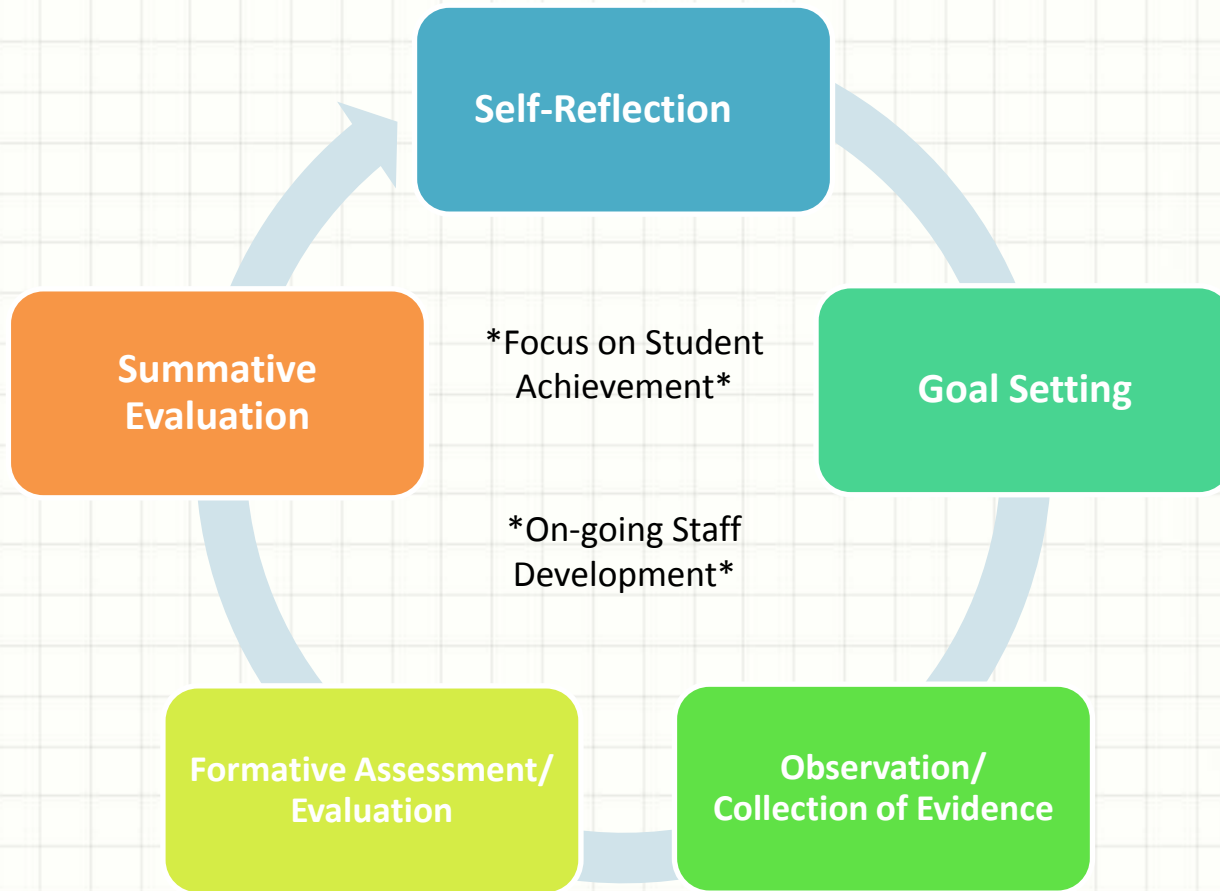 Self-Reflection
Goal Setting
Observation/
Collection of Evidence
Formative Assessment/
Evaluation
Summative
Evaluation
*Focus on Student
Achievement*
*On-going Staff
Development*